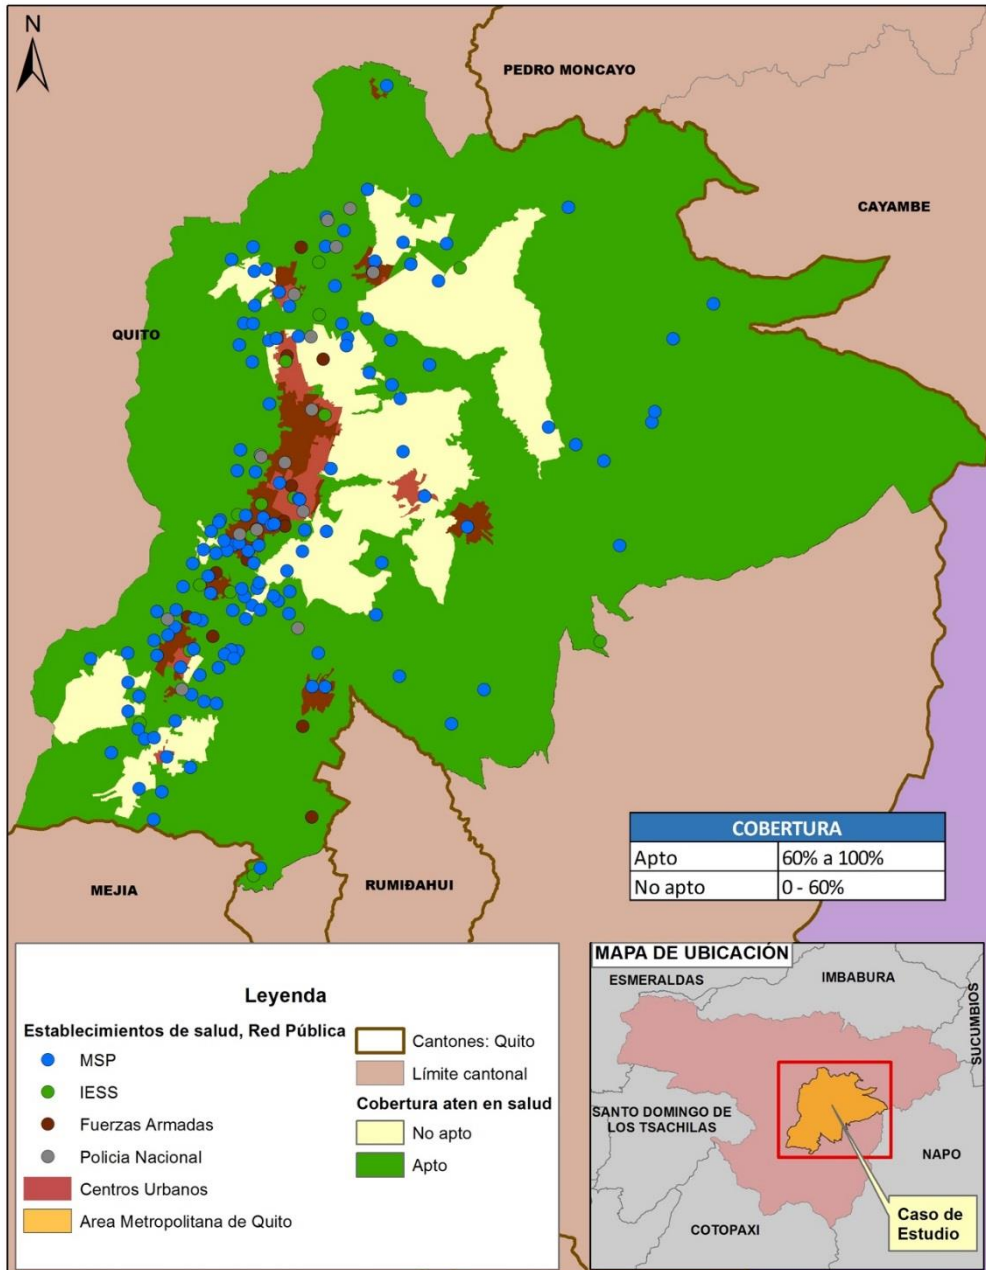 N
PEDRO MONCAYO
CAYAMBE
QUITO
COBERTURA
Apto 60% a 100%
No apto 0 - 60%
MEJIA
RUMIÐAHUI
Leyenda
Establecimientos de salud, Red Pública
MSP
IESS
Fuerzas Armadas
Policia Nacional
Centros Urbanos
Area Metropolitana de Quito
Cantones: Quito
Límite cantonal
Cobertura aten en salud
No apto
Apto
MAPA DE UBICACIÓN
ESMERALDAS
IMBABURA
SUCUMBIOS
SANTO DOMINGO DE
LOS TSACHILAS
NAPO
COTOPAXI
Caso de
Estudio